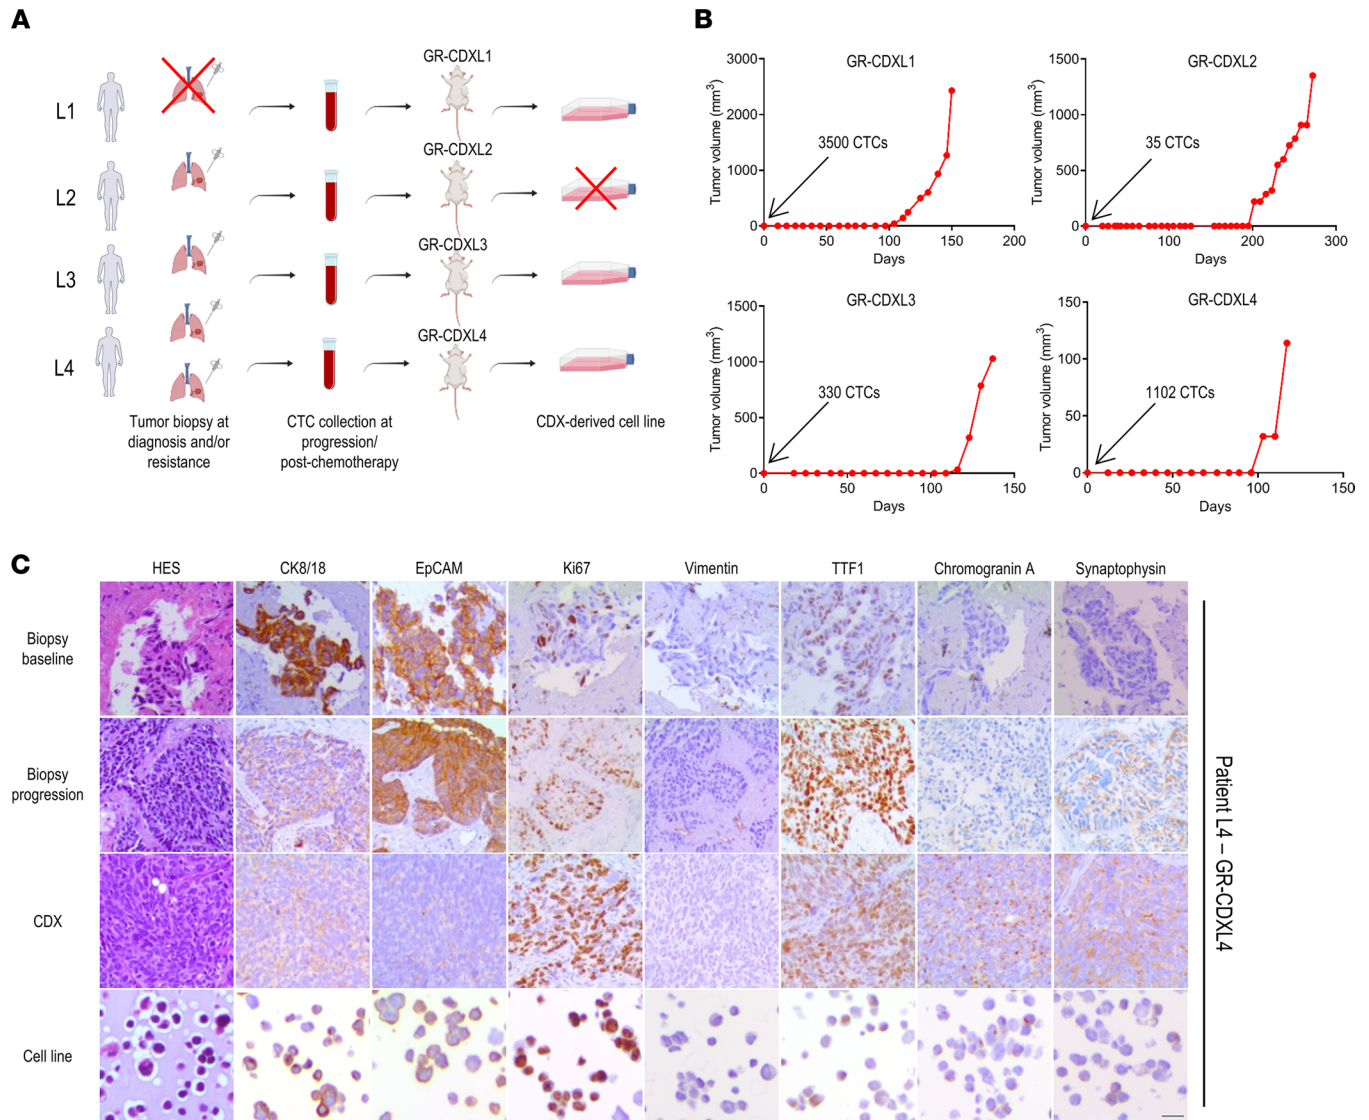 A
GR-CDXL1
L1
GR-CDXL2
L2
GR-CDXL3
L3
GR-CDXL4
L4
Tumor biopsy at
diagnosis and/or
resistance
CTC collection at
progression/
post-chemotherapy
CDX-derived cell line
B
GR-CDXL1
Tumor volume (mm3)
3000
2000
1000
0
3500 CTCs
0 50 100 150 200
Days
GR-CDXL2
Tumor volume (mm3)
1500
1000
500
0
35 CTCs
0 100 200 300
Days
GR-CDXL3
Tumor volume (mm3)
1500
1000
500
0
330 CTCs
0 50 100 150
Days
GR-CDXL4
Tumor volume (mm3)
150
100
50
0
1102 CTCs
0 50 100 150
Days
C
HES CK8/18 EpCAM Ki67 Vimentin TTF1 Chromogranin A Synaptophysin
Biopsy
baseline
Biopsy
progression
CDX
Cell line
Patient L4 – GR-CDXL4